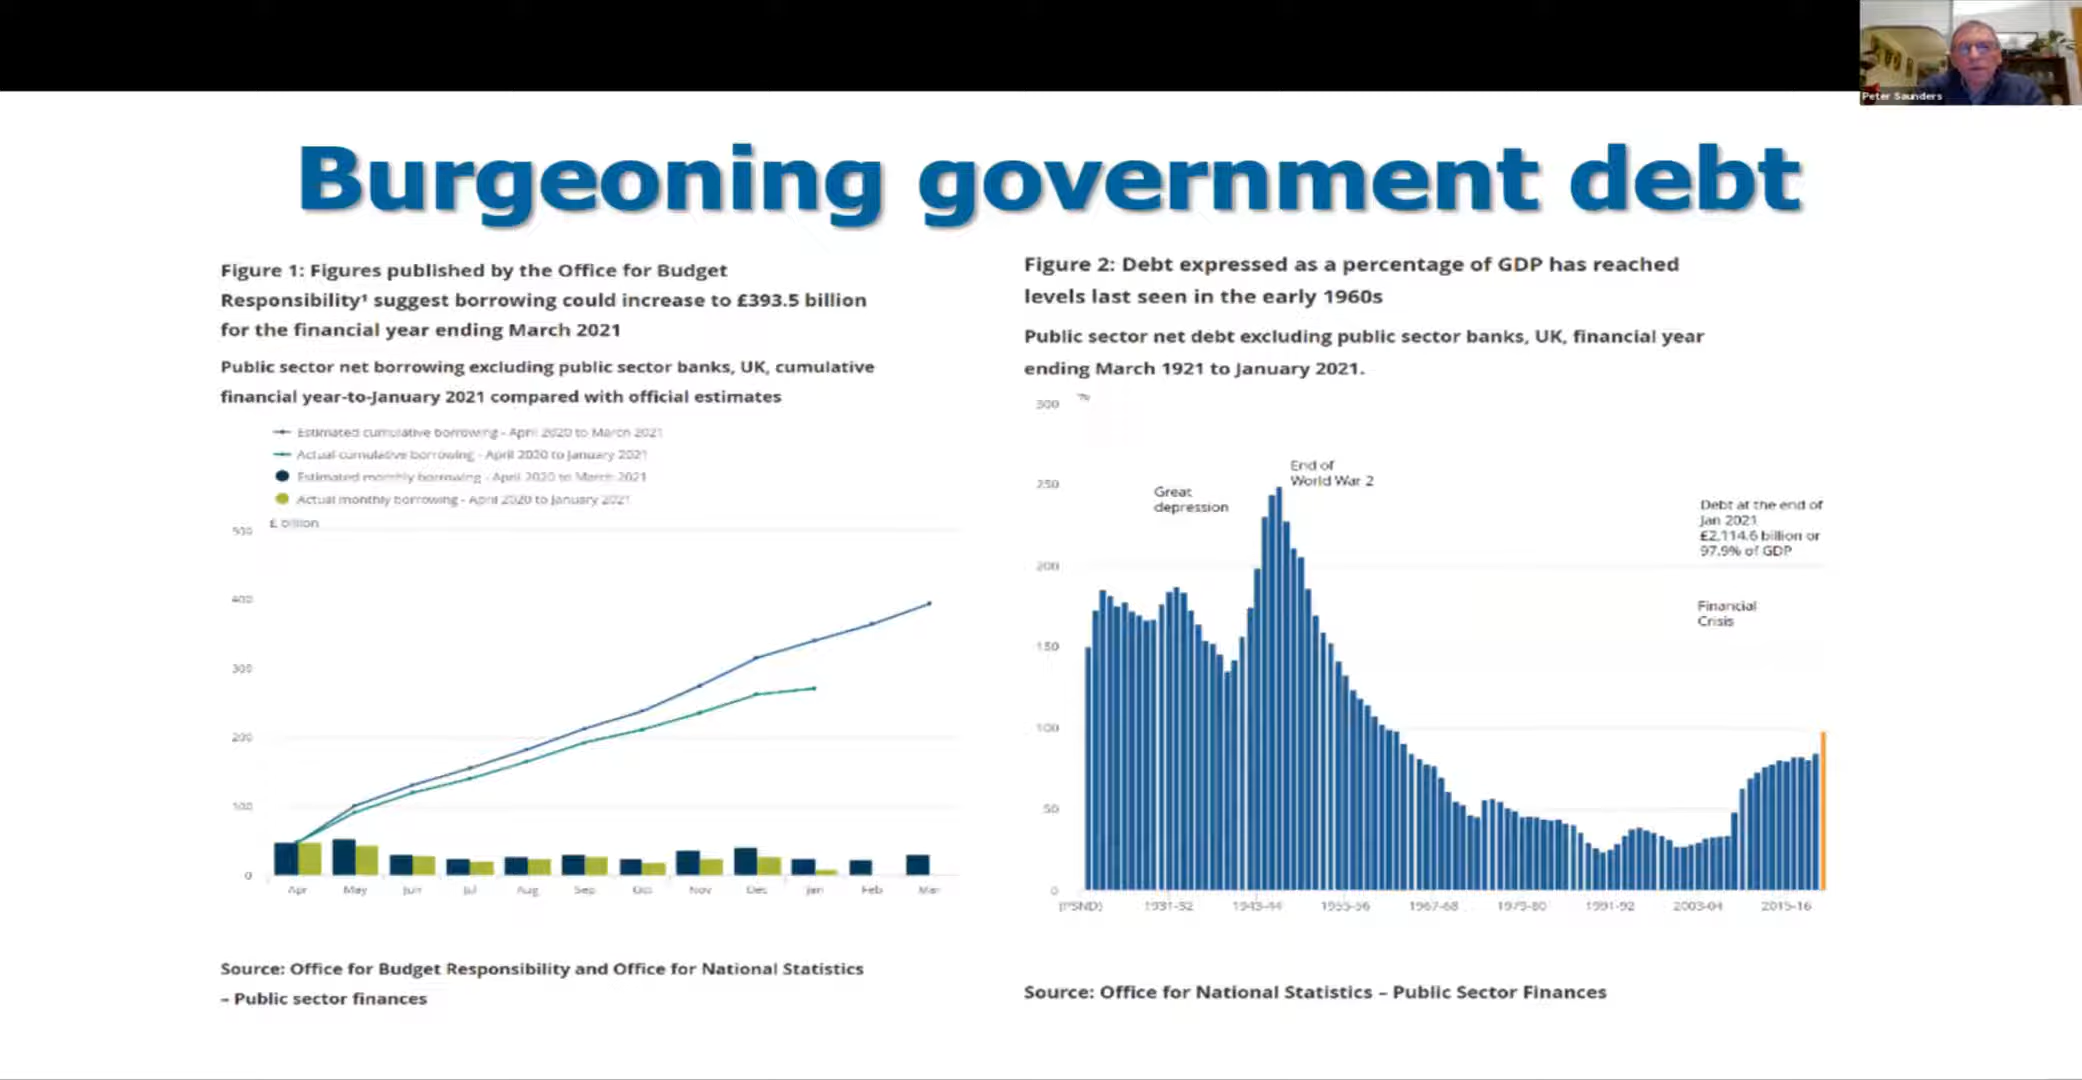 Peter Saunders
Burgeoning government debt
Figure 1: Figures published by the Office for Budget
Responsibility¹ suggest borrowing could increase to £393.5 billion
for the financial year ending March 2021
Public sector net borrowing excluding public sector banks, UK, cumulative
financial year-to-January 2021 compared with official estimates
Estimated cumulative borrowing - April 2020 to March 2021
Actual cumulative borrowing - April 2020 to January 2021
Estimated monthly borrowing - April 2020 to March 2021
Actual monthly borrowing - April 2020 to January 2021
£ billion
500
400
300
200
100
0
Apr May Jun Jul Aug Sep Oct Nov Dec Jan Feb Mar
Source: Office for Budget Responsibility and Office for National Statistics
– Public sector finances
Figure 2: Debt expressed as a percentage of GDP has reached
levels last seen in the early 1960s
Public sector net debt excluding public sector banks, UK, financial year
ending March 1921 to January 2021.
%
300
250
200
150
100
50
0
Great
depression
End of
World War 2
Debt at the end of
Jan 2021
£2,114.6 billion or
97.9% of GDP
Financial
Crisis
(PSND) 1931-32 1943-44 1955-56 1967-68 1979-80 1991-92 2003-04 2015-16
Source: Office for National Statistics – Public Sector Finances